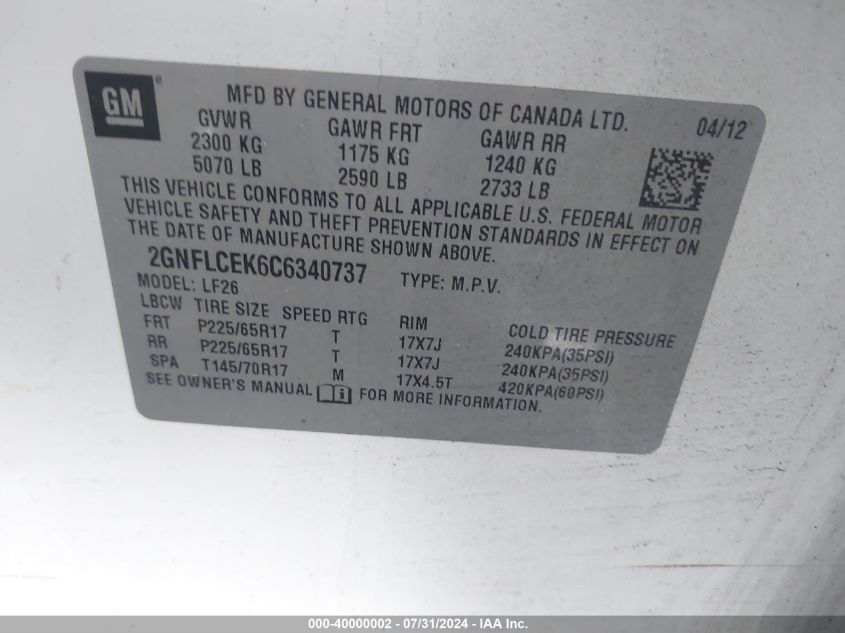 GM
MFD BY GENERAL MOTORS OF CANADA LTD. 04/12
GVWR GAWR FRT GAWR RR
2300 KG 1175 KG 1240 KG
5070 LB 2590 LB 2733 LB
THIS VEHICLE CONFORMS TO ALL APPLICABLE U.S. FEDERAL MOTOR
VEHICLE SAFETY AND THEFT PREVENTION STANDARDS IN EFFECT ON
THE DATE OF MANUFACTURE SHOWN ABOVE.
2GNFLCEK6C6340737 TYPE: M.P.V.
MODEL: LF26
LBCW TIRE SIZE SPEED RTG RIM COLD TIRE PRESSURE
FRT P225/65R17 T 17X7J 240KPA(35PSI)
RR P225/65R17 T 17X7J 240KPA(35PSI)
SPA T145/70R17 M 17X4.5T 420KPA(60PSI)
SEE OWNER'S MANUAL FOR MORE INFORMATION.
000-40000002 - 07/31/2024 - IAA Inc.